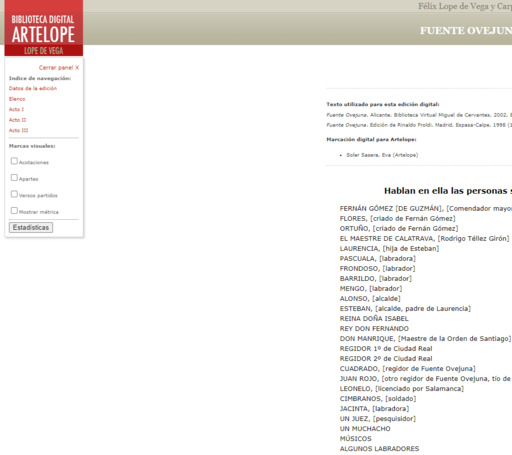 Félix Lope de Vega y Carp
FUENTE OVEJUN
BIBLIOTECA DIGITAL
ARTELOPE
LOPE DE VEGA
Cerrar panel X
Indice de navegación:
Datos de la edición
Elenco
Acto I
Acto II
Acto III
Marcas visuales:
Acotaciones
Apartes
Versos partidos
Mostrar métrica
Estadísticas
Texto utilizado para esta edición digital:
Fuente Ovejuna. Alicante, Biblioteca Virtual Miguel de Cervantes, 2002. E
Fuente Ovejuna. Edición de Rinaldo Froldi. Madrid. Espasa-Calpe, 1998 (1
Marcación digital para Artelope:
Soler Sasera, Eva (Artelope)
Hablan en ella las personas s
FERNÁN GÓMEZ [DE GUZMÁN], [Comendador mayor
FLORES, [criado de Fernán Gómez]
ORTUÑO, [criado de Fernán Gómez]
EL MAESTRE DE CALATRAVA, [Rodrigo Téllez Girón]
LAURENCIA, [hija de Esteban]
PASCUALA, [labradora]
FRONDOSO, [labrador]
BARRILDO, [labrador]
MENGO, [labrador]
ALONSO, [alcalde]
ESTEBAN, [alcalde, padre de Laurencia]
REINA DOÑA ISABEL
REY DON FERNANDO
DON MANRIQUE, [Maestre de la Orden de Santiago]
REGIDOR 1º de Ciudad Real
REGIDOR 2º de Ciudad Real
CUADRADO, [regidor de Fuente Ovejuna]
JUAN ROJO, [otro regidor de Fuente Ovejuna, tío de
LEONELO, [licenciado por Salamanca]
CIMBRANOS, [soldado]
JACINTA, [labradora]
UN JUEZ, [pesquisidor]
UN MUCHACHO
MÚSICOS
ALGUNOS LABRADORES